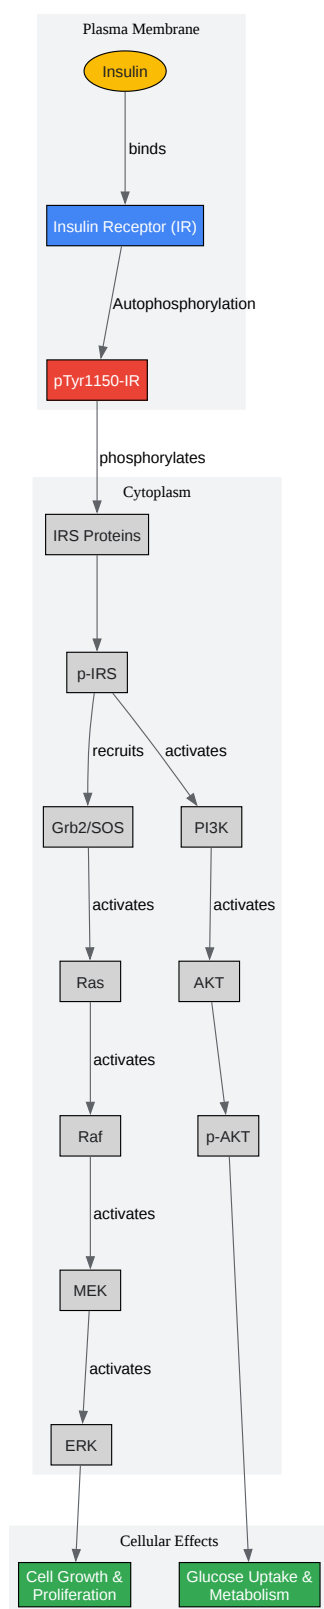 Plasma Membrane
Insulin
binds
Insulin Receptor (IR)
Autophosphorylation
pTyr1150-IR
phosphorylates
Cytoplasm
IRS Proteins
p-IRS
recruits
activates
Grb2/SOS
PI3K
activates
activates
Ras
AKT
activates
Raf
p-AKT
activates
MEK
activates
ERK
Cellular Effects
Cell Growth &
Proliferation
Glucose Uptake &
Metabolism